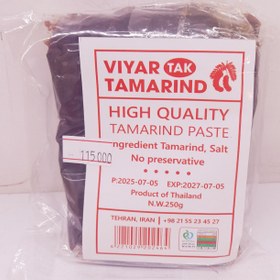 VIYAR TAK
TAMARIND
HIGH QUALITY
TAMARIND PASTE
Ingredient Tamarind, Salt
No preservative
115,000
P:2025-07-05 EXP:2027-07-05
Product of Thailand
N.W.250g
TEHRAN, IRAN | +98 21 55 23 45 27